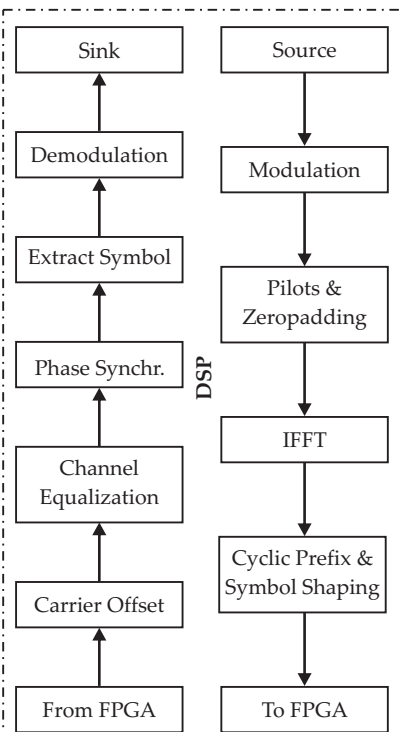 Sink
Demodulation
Extract Symbol
Phase Synchr.
Channel
Equalization
Carrier Offset
From FPGA
DSP
Source
Modulation
Pilots &
Zeropadding
IFFT
Cyclic Prefix &
Symbol Shaping
To FPGA